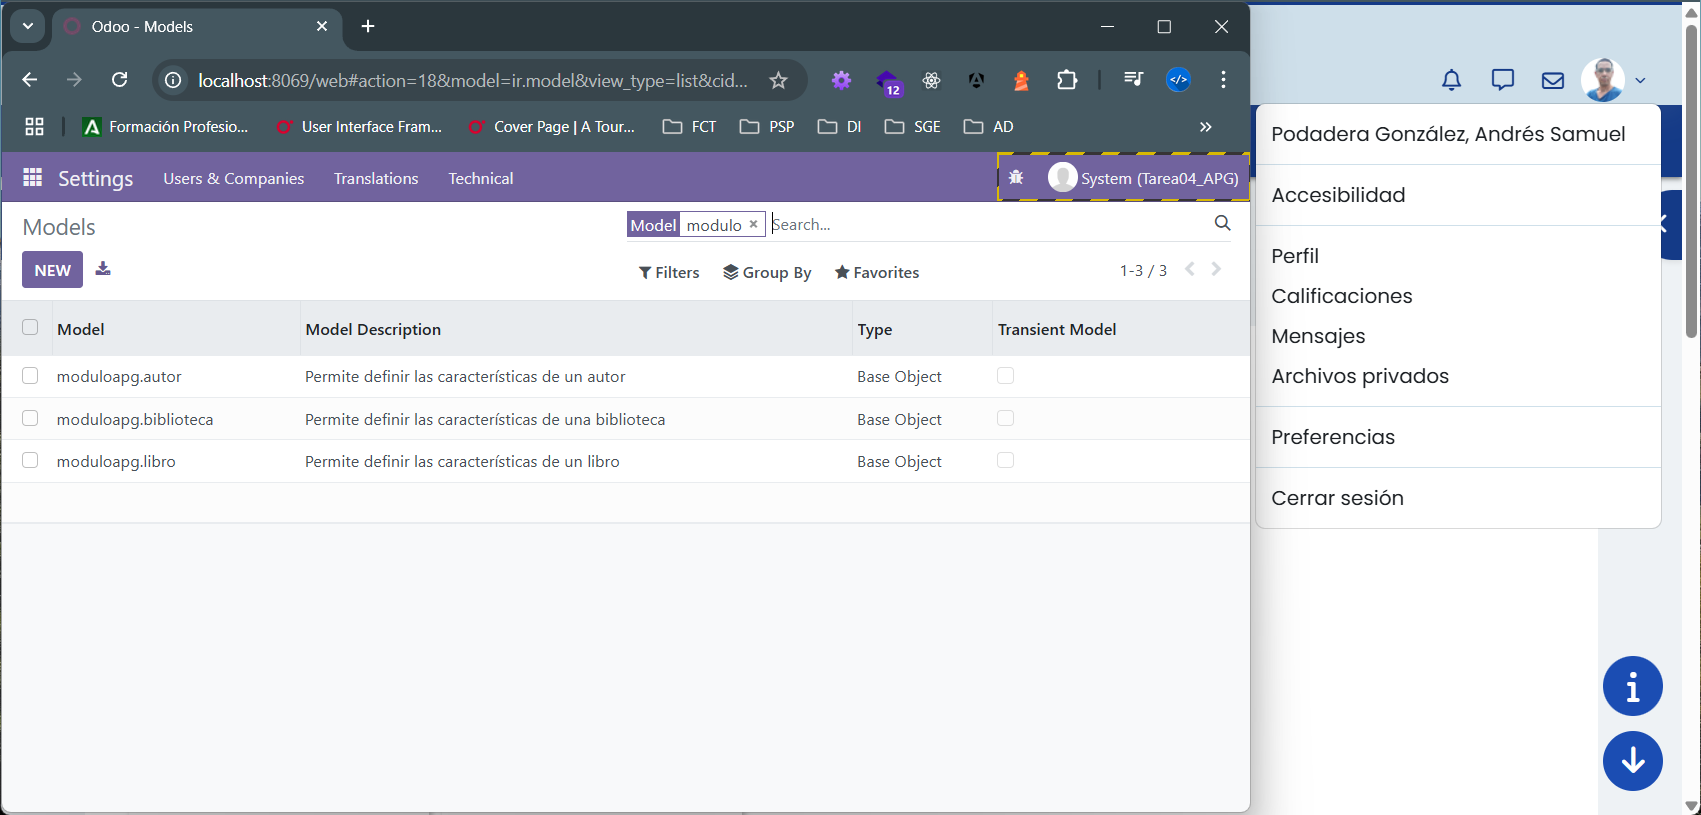 Odoo - Models
localhost:8069/web#action=18&model=ir.model&view_type=list&cid...
12
Formación Profesio...
User Interface Fram...
Cover Page | A Tour...
FCT
PSP
DI
SGE
AD
Settings
Users & Companies
Translations
Technical
System (Tarea04_APG)
Models
Model modulo
Search...
NEW
Filters
Group By
Favorites
1-3 / 3
Model
Model Description
Type
Transient Model
moduloapg.autor
Permite definir las características de un autor
Base Object
moduloapg.biblioteca
Permite definir las características de una biblioteca
Base Object
moduloapg.libro
Permite definir las características de un libro
Base Object
Podadera González, Andrés Samuel
Accesibilidad
Perfil
Calificaciones
Mensajes
Archivos privados
Preferencias
Cerrar sesión